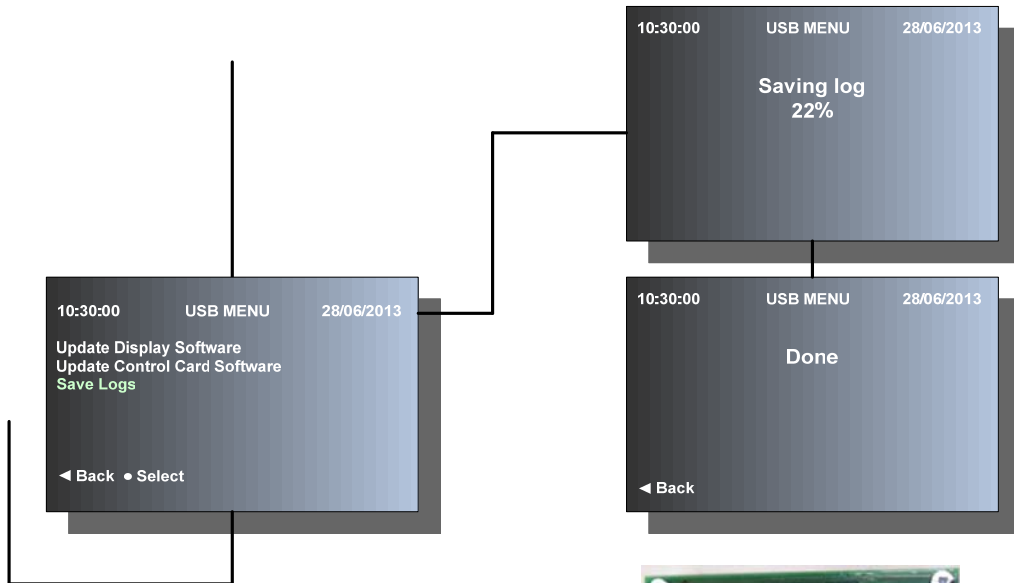 10:30:00 USB MENU 28/06/2013
Saving log
22%
10:30:00 USB MENU 28/06/2013
Update Display Software
Update Control Card Software
Save Logs
◄ Back ● Select
10:30:00 USB MENU 28/06/2013
Done
◄ Back